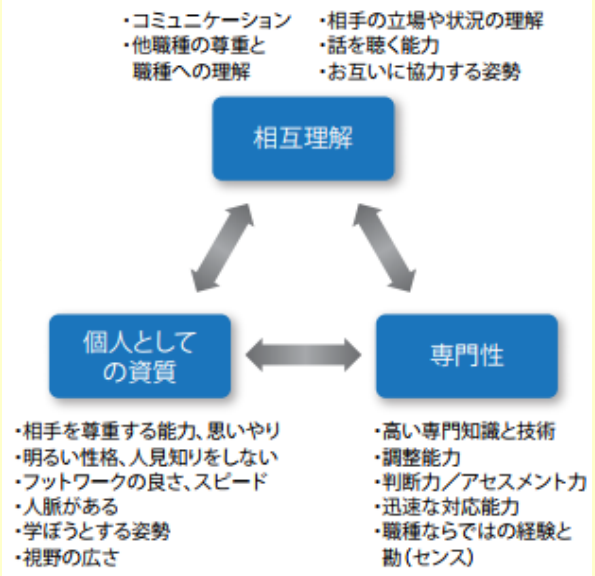 ・コミュニケーション
・他職種の尊重と
職種への理解
・相手の立場や状況の理解
・話を聴く能力
・お互いに協力する姿勢
相互理解
個人として
の資質
専門性
・相手を尊重する能力、思いやり
・明るい性格、人見知りをしない
・フットワークの良さ、スピード
・人脈がある
・学ぼうとする姿勢
・視野の広さ
・高い専門知識と技術
・調整能力
・判断力／アセスメント力
・迅速な対応能力
・職種ならではの経験と
勘（センス）